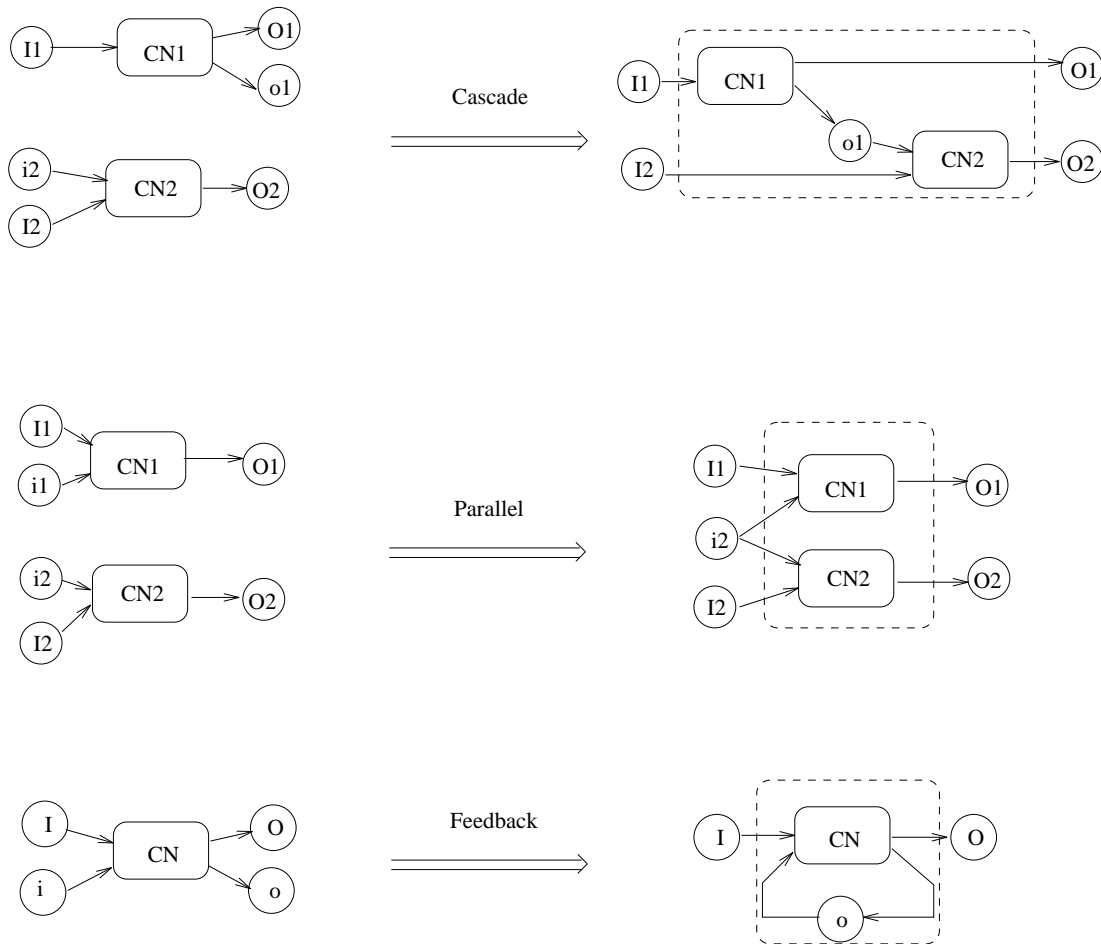 I1
CN1
O1
o1
i2
I2
CN2
O2
Cascade
I1
CN1
O1
o1
I2
CN2
O2
I1
i1
CN1
O1
i2
I2
CN2
O2
Parallel
I1
CN1
O1
i2
I2
CN2
O2
I
i
CN
O
o
Feedback
I
CN
O
o